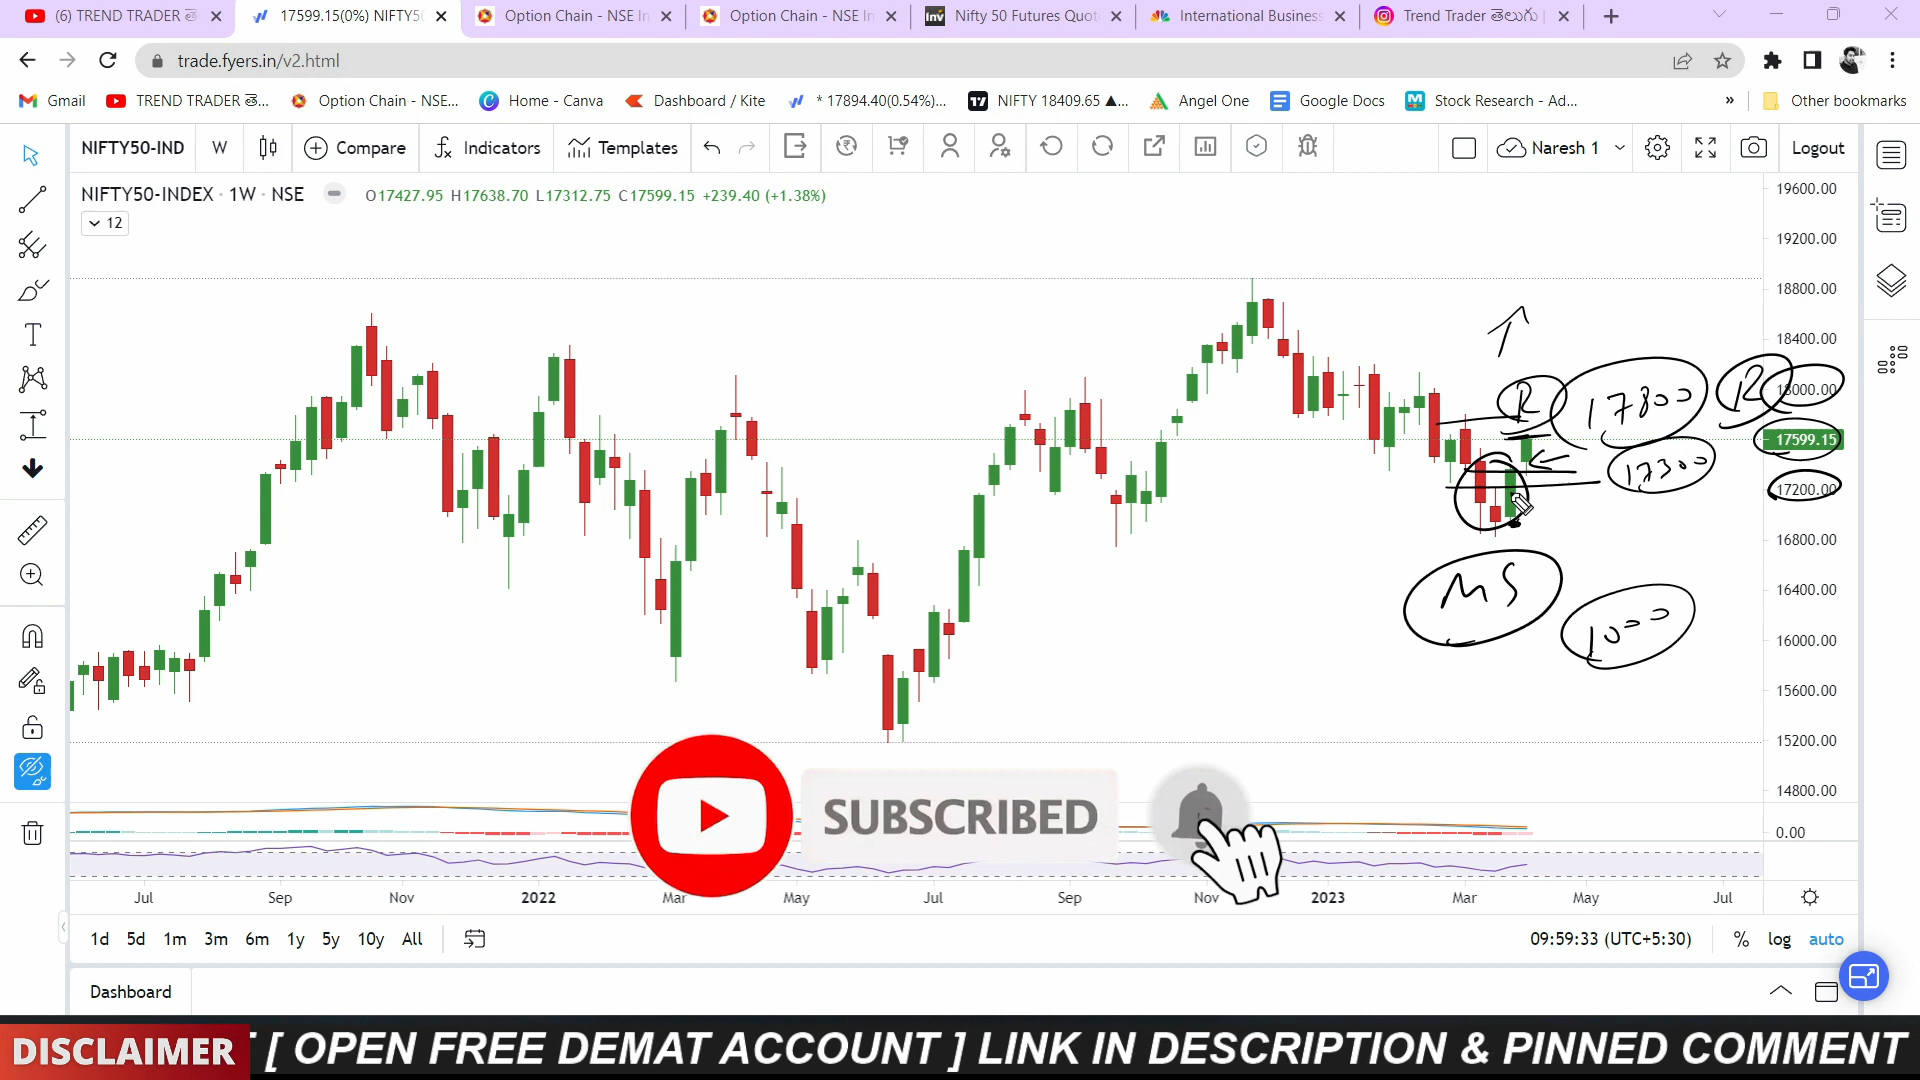 (6) TREND TRADER తె
17599.15(0%) NIFTY50
Option Chain - NSE In
Option Chain - NSE In
Nifty 50 Futures Quot
International Business
Trend Trader తెలుగు |
trade.fyers.in/v2.html
Gmail
TREND TRADER తె...
Option Chain - NSE...
Home - Canva
Dashboard / Kite
* 17894.40(0.54%)...
NIFTY 18409.65 ▲...
Angel One
Google Docs
Stock Research - Ad...
»
Other bookmarks
NIFTY50-IND
W
Compare
Indicators
Templates
Naresh 1
Logout
NIFTY50-INDEX · 1W · NSE
O17427.95 H17638.70 L17312.75 C17599.15 +239.40 (+1.38%)
12
19600.00
19200.00
18800.00
18400.00
18000.00
17599.15
17200.00
16800.00
16400.00
16000.00
15600.00
15200.00
14800.00
0.00
R
17800
R
17300
MS
1000
SUBSCRIBED
Jul
Sep
Nov
2022
Mar
May
Jul
Sep
Nov
2023
Mar
May
Jul
1d 5d 1m 3m 6m 1y 5y 10y All
09:59:33 (UTC+5:30)
% log auto
Dashboard
DISCLAIMER
[ OPEN FREE DEMAT ACCOUNT ] LINK IN DESCRIPTION & PINNED COMMENT